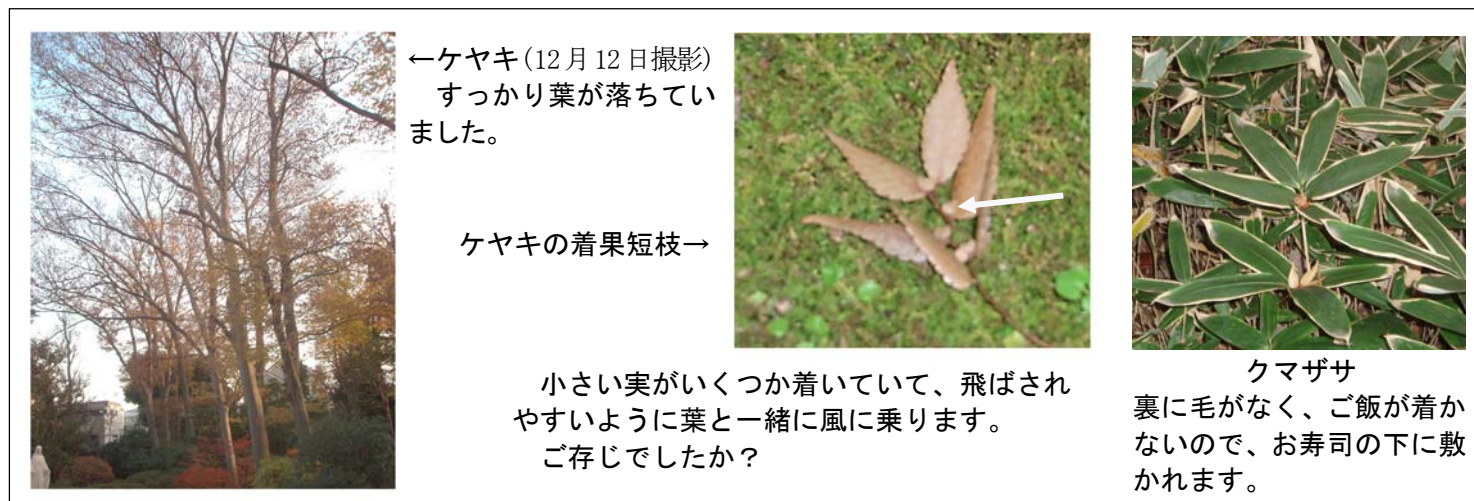 ←ケヤキ(12月12日撮影)
すっかり葉が落ちてい
ました。
ケヤキの着果短枝→
小さい実がいくつか着いていて、飛ばされ
やすいように葉と一緒に風に乗ります。
ご存じでしたか？
クマザサ
裏に毛がなく、ご飯が着か
ないので、お寿司の下に敷
かれます。